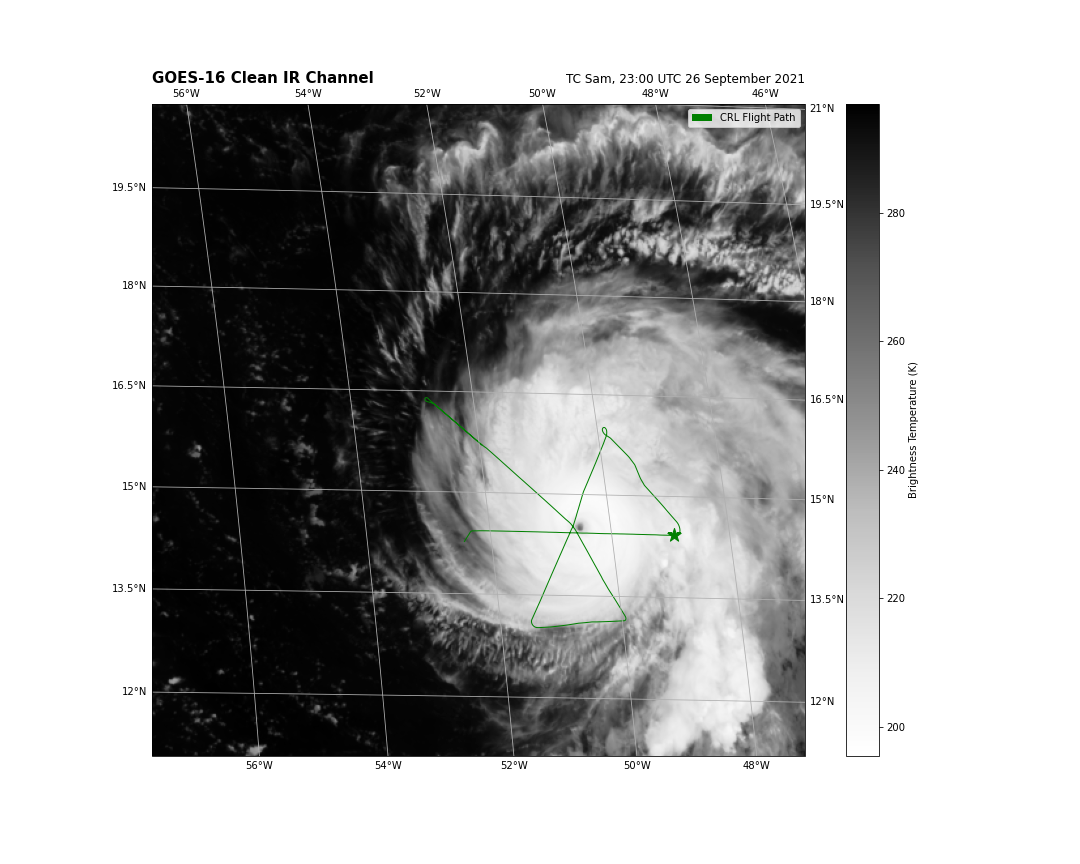 GOES-16 Clean IR Channel
TC Sam, 23:00 UTC 26 September 2021
56°W 54°W 52°W 50°W 48°W 46°W
CRL Flight Path
21°N
19.5°N 19.5°N
18°N 18°N
16.5°N 16.5°N
15°N 15°N
13.5°N 13.5°N
12°N 12°N
56°W 54°W 52°W 50°W 48°W
280
260
240
220
200
Brightness Temperature (K)